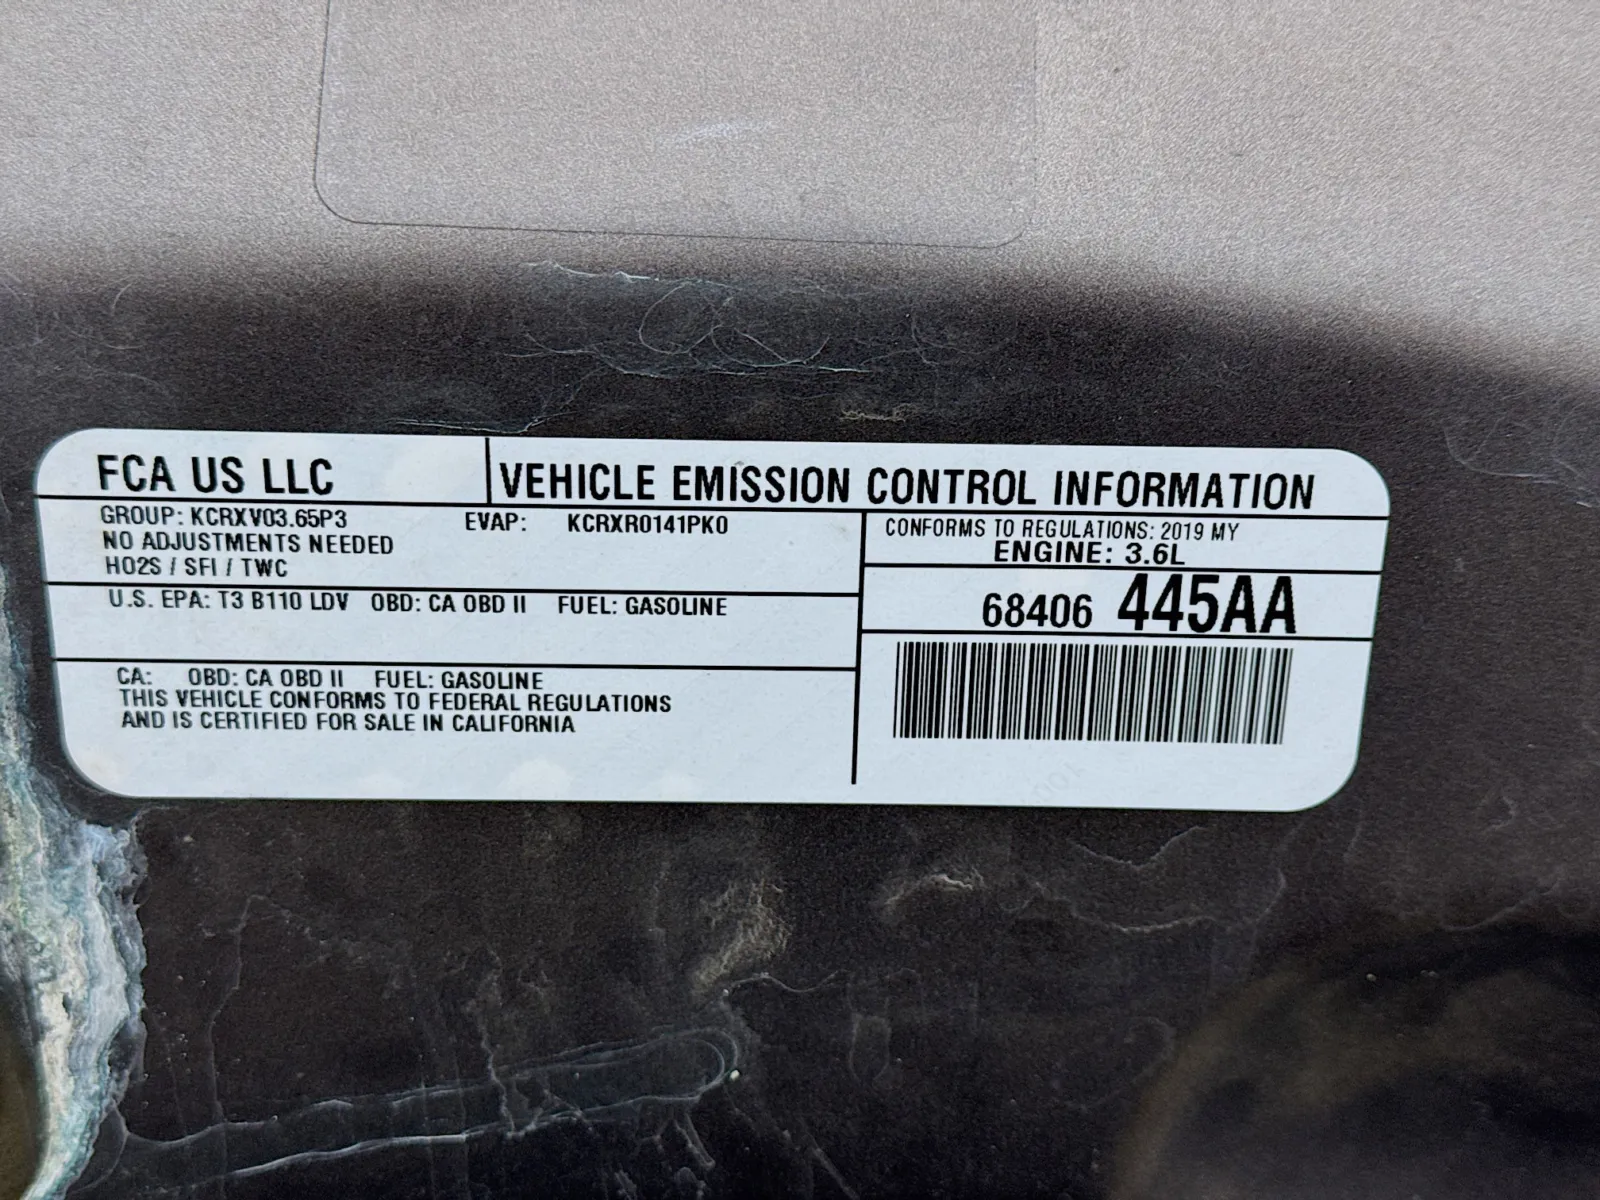 FCA US LLC
VEHICLE EMISSION CONTROL INFORMATION
GROUP: KCRXV03.65P3 EVAP: KCRXR0141PK0
NO ADJUSTMENTS NEEDED
HO2S / SFI / TWC
U.S. EPA: T3 B110 LDV OBD: CA OBD II FUEL: GASOLINE
CA: OBD: CA OBD II FUEL: GASOLINE
THIS VEHICLE CONFORMS TO FEDERAL REGULATIONS
AND IS CERTIFIED FOR SALE IN CALIFORNIA
CONFORMS TO REGULATIONS: 2019 MY
ENGINE: 3.6L
68406 445AA